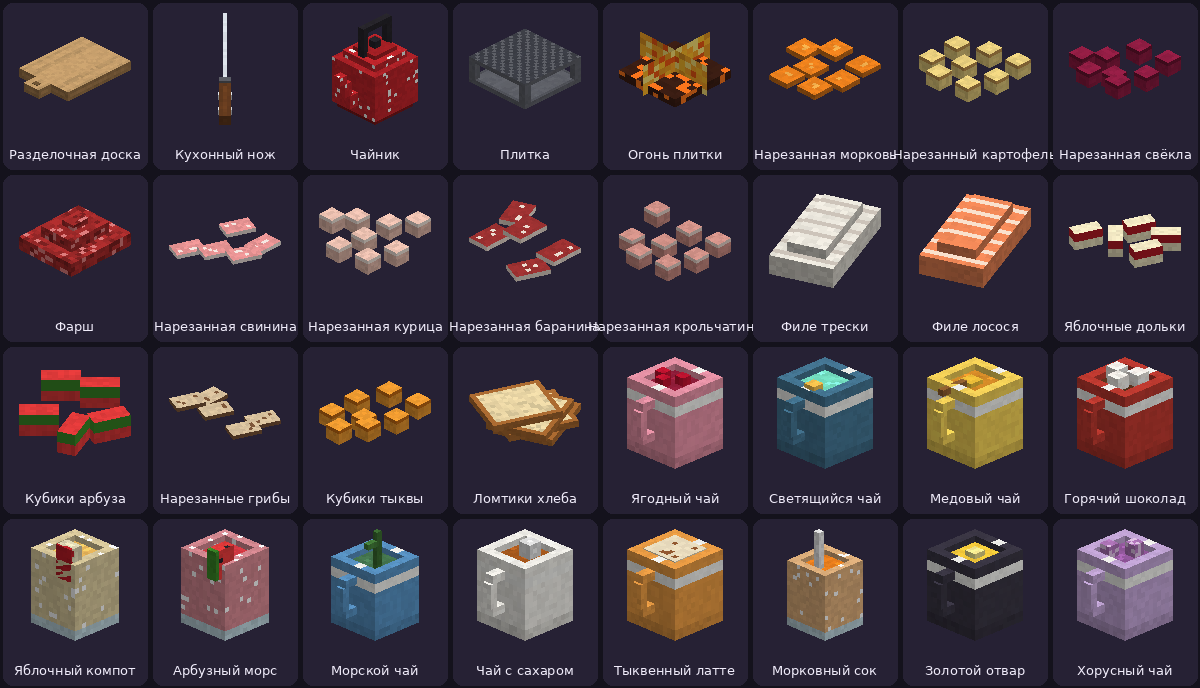 Разделочная доска
Кухонный нож
Чайник
Плитка
Огонь плитки
Нарезанная морковь
Нарезанный картофель
Нарезанная свёкла
Фарш
Нарезанная свинина
Нарезанная курица
Нарезанная баранина
Нарезанная крольчатин
Филе трески
Филе лосося
Яблочные дольки
Кубики арбуза
Нарезанные грибы
Кубики тыквы
Ломтики хлеба
Ягодный чай
Светящийся чай
Медовый чай
Горячий шоколад
Яблочный компот
Арбузный морс
Морской чай
Чай с сахаром
Тыквенный латте
Морковный сок
Золотой отвар
Хорусный чай